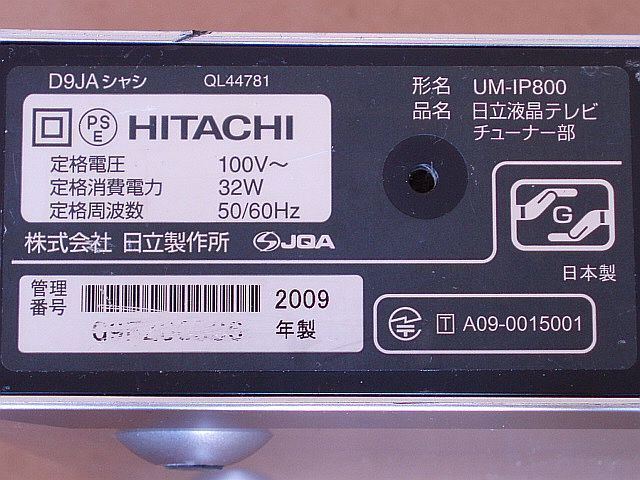 D9JAシャシ QL44781
形名 UM-IP800
品名 日立液晶テレビ
チューナー部
PS
E
HITACHI
定格電圧 100V～
定格消費電力 32W
定格周波数 50/60Hz
株式会社 日立製作所 JQA
G
日本製
管理
番号
2009
年製
T A09-0015001